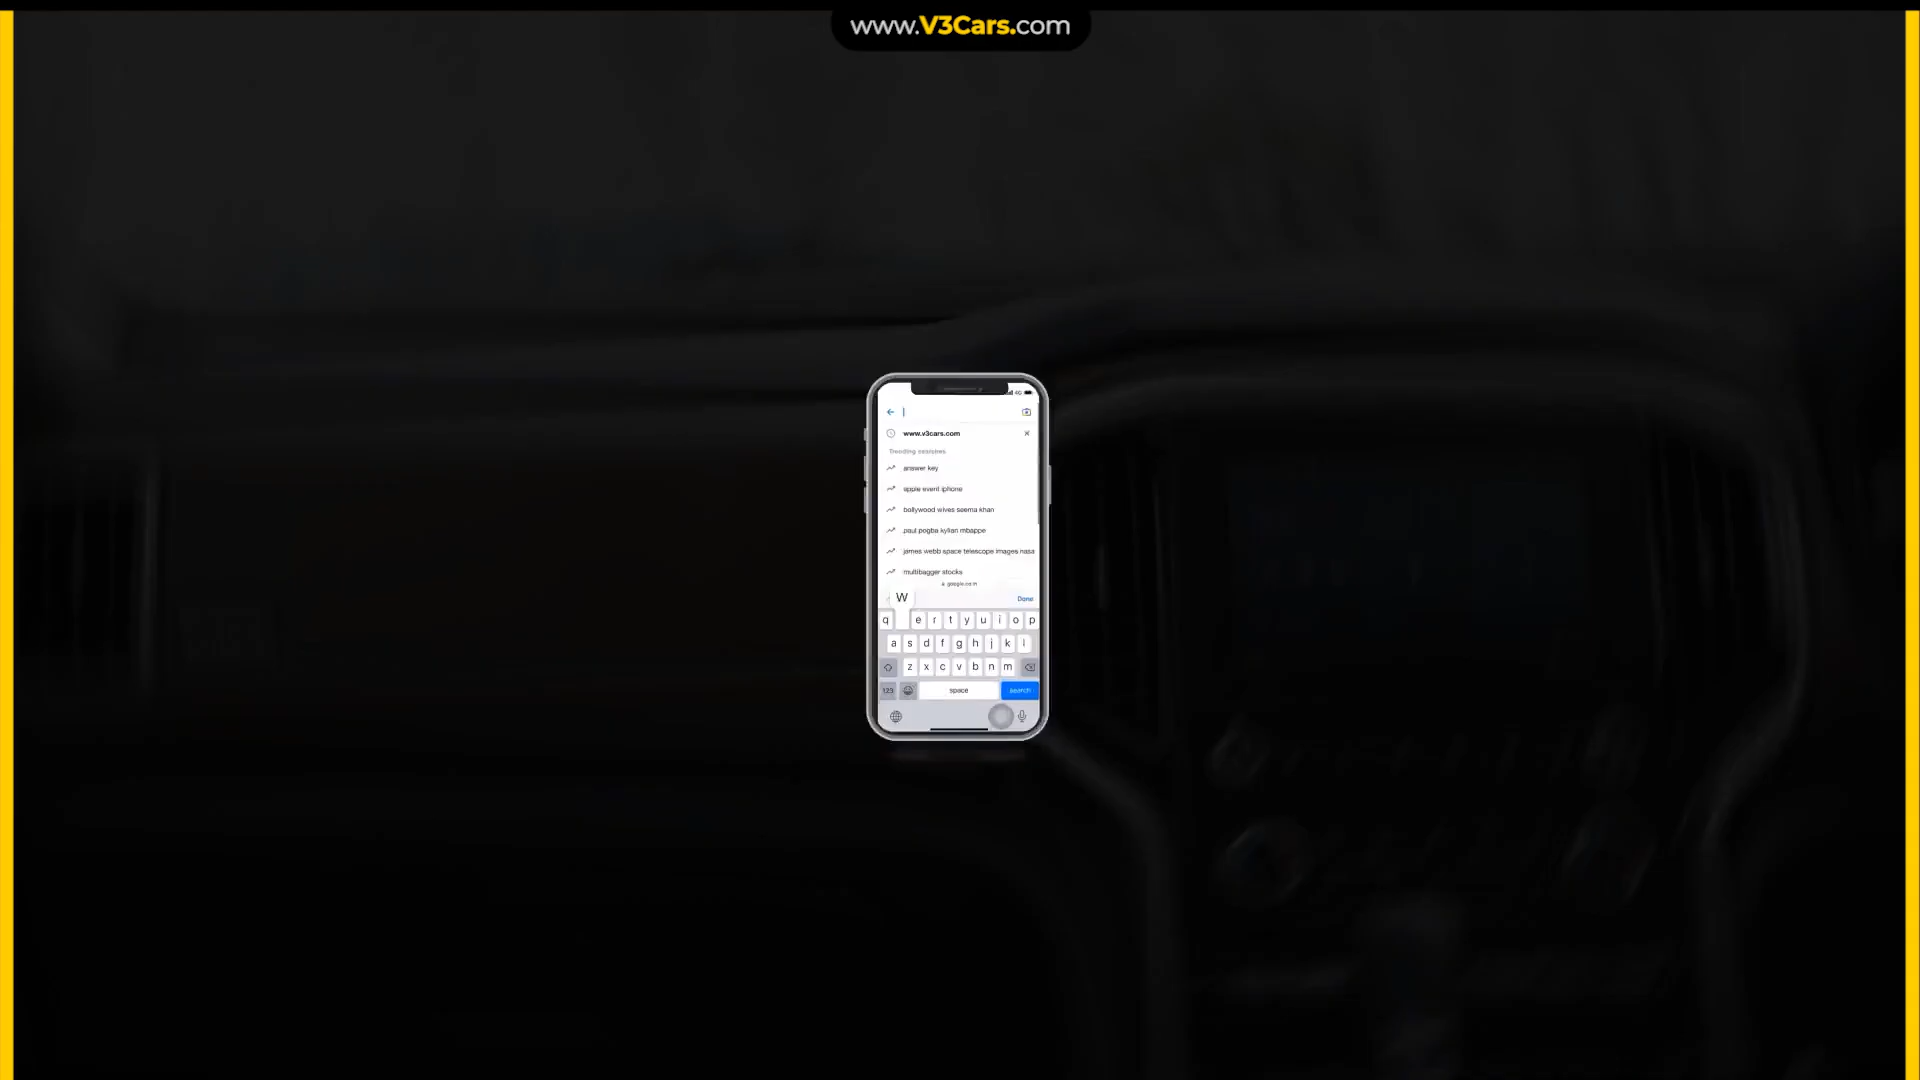 www.V3Cars.com
4G
www.v3cars.com
Trending searches
answer key
apple event iphone
bollywood wives seema khan
paul pogba kylian mbappe
james webb space telescope images nasa
multibagger stocks
google.co.in
W
Done
q e r t y u i o p
a s d f g h j k l
z x c v b n m
123 space search